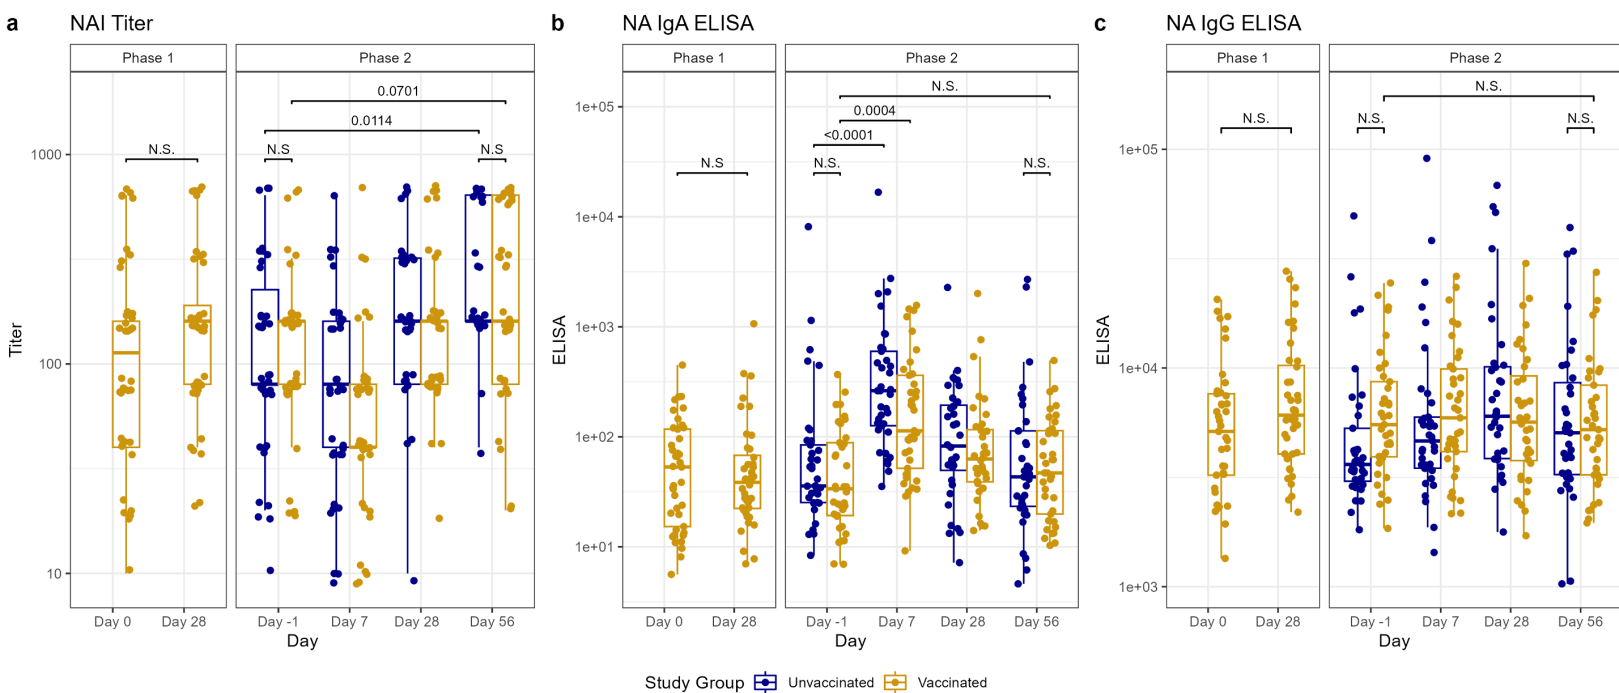 a NAI Titer
Phase 1 Phase 2
0.0701
0.0114
N.S. N.S N.S
1000
100
10
Titer
Day 0 Day 28 Day -1 Day 7 Day 28 Day 56
Day
b NA IgA ELISA
Phase 1 Phase 2
N.S.
0.0004
<0.0001
N.S N.S. N.S.
1e+05
1e+04
1e+03
1e+02
1e+01
ELISA
Day 0 Day 28 Day -1 Day 7 Day 28 Day 56
Day
c NA IgG ELISA
Phase 1 Phase 2
N.S.
N.S. N.S. N.S.
1e+05
1e+04
1e+03
ELISA
Day 0 Day 28 Day -1 Day 7 Day 28 Day 56
Day
Study Group Unvaccinated Vaccinated